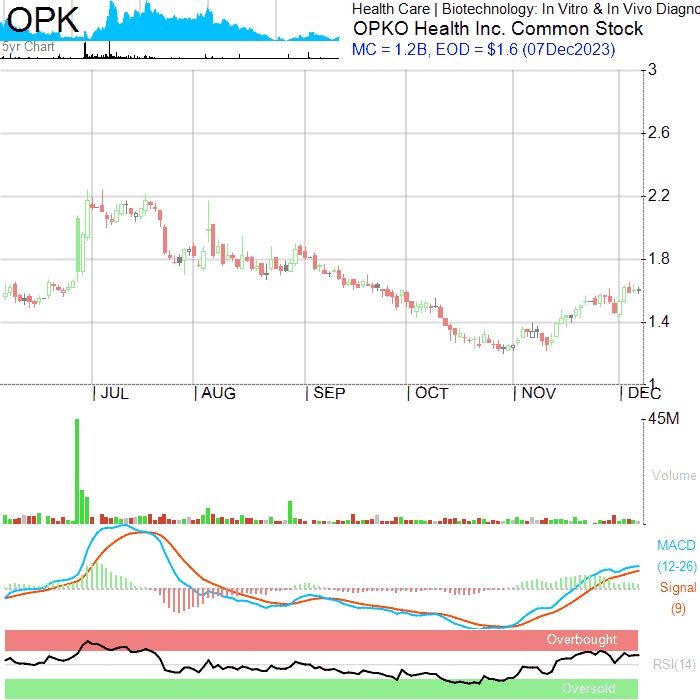 OPK
5yr Chart
Health Care | Biotechnology: In Vitro & In Vivo Diagno
OPKO Health Inc. Common Stock
MC = 1.2B, EOD = $1.6 (07Dec2023)
3
2.6
2.2
1.8
1.4
1
| JUL | AUG | SEP | OCT | NOV | DEC
45M
Volume
MACD
(12-26)
Signal
(9)
Overbought
RSI(14)
Oversold